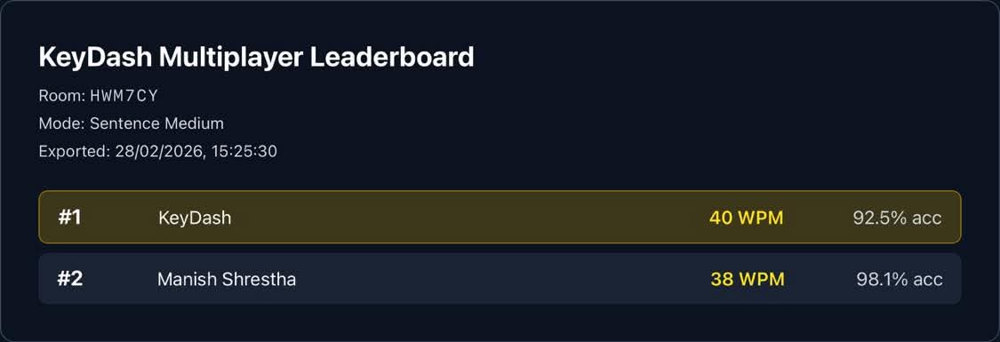 KeyDash Multiplayer Leaderboard
Room: HWM7CY
Mode: Sentence Medium
Exported: 28/02/2026, 15:25:30
#1 KeyDash 40 WPM 92.5% acc
#2 Manish Shrestha 38 WPM 98.1% acc